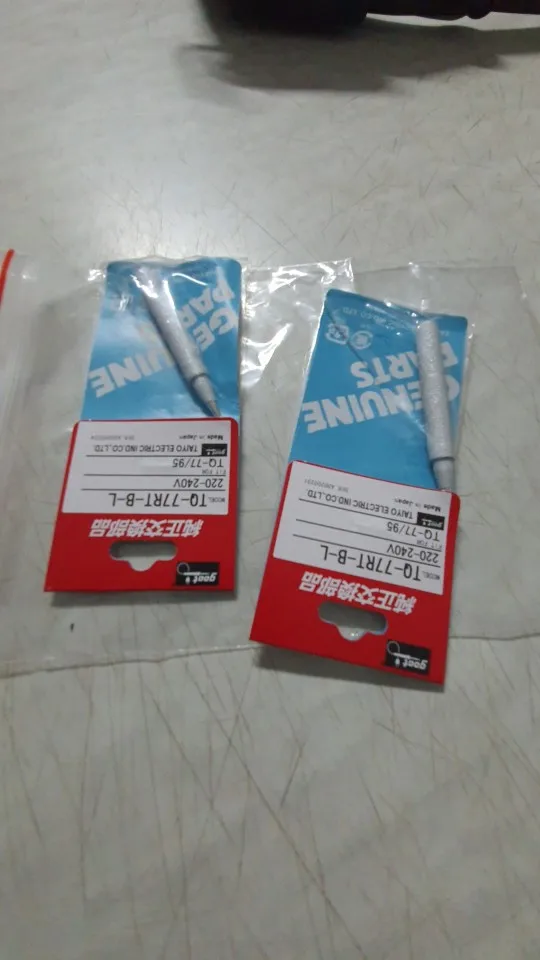 goot
純正交換部品
MODEL TQ-77RT-B-L
220-240V
FIT FOR
TQ-77/95
goot
TAIYO ELECTRIC IND.CO.,LTD.
Made in Japan
GENUINE
PARTS
goot
純正交換部品
MODEL TQ-77RT-B-L
220-240V
FIT FOR
TQ-77/95
goot
TAIYO ELECTRIC IND.CO.,LTD.
Made in Japan
GENUINE
PARTS